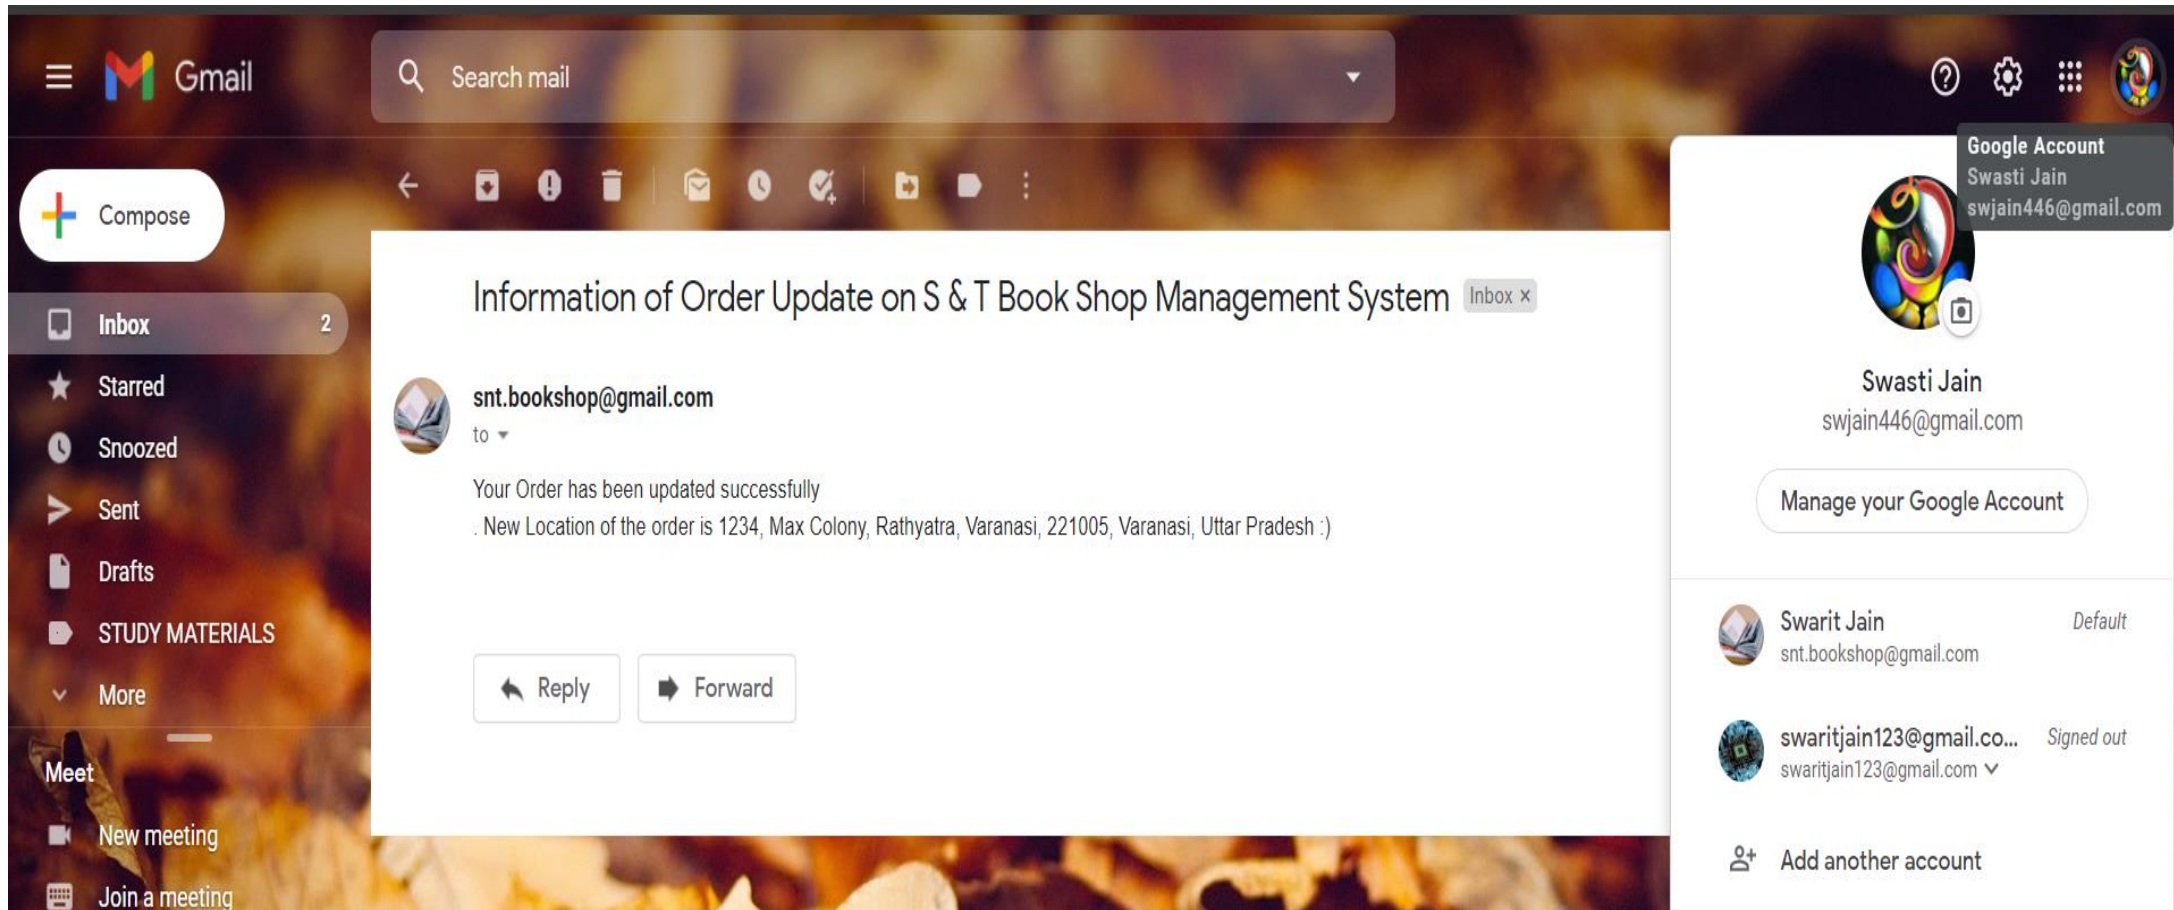 Gmail
Search mail
Google Account
Swasti Jain
swjain446@gmail.com
Compose
Inbox 2
Starred
Snoozed
Sent
Drafts
STUDY MATERIALS
More
Meet
New meeting
Join a meeting
Information of Order Update on S & T Book Shop Management System Inbox ×
snt.bookshop@gmail.com
to
Your Order has been updated successfully
. New Location of the order is 1234, Max Colony, Rathyatra, Varanasi, 221005, Varanasi, Uttar Pradesh :)
Reply Forward
Swasti Jain
swjain446@gmail.com
Manage your Google Account
Swarit Jain Default
snt.bookshop@gmail.com
swaritjain123@gmail.co... Signed out
swaritjain123@gmail.com
Add another account